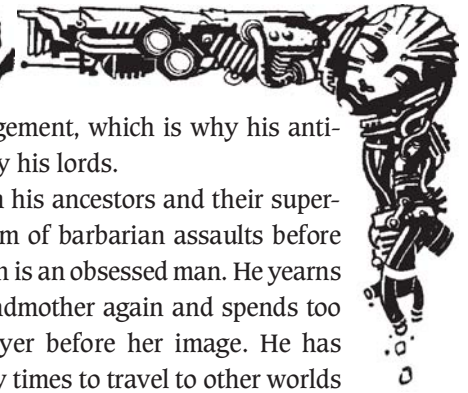 gement, which is why his anti-
y his lords.
n his ancestors and their super-
m of barbarian assaults before
n is an obsessed man. He yearns
ndmother again and spends too
yer before her image. He has
y times to travel to other worlds